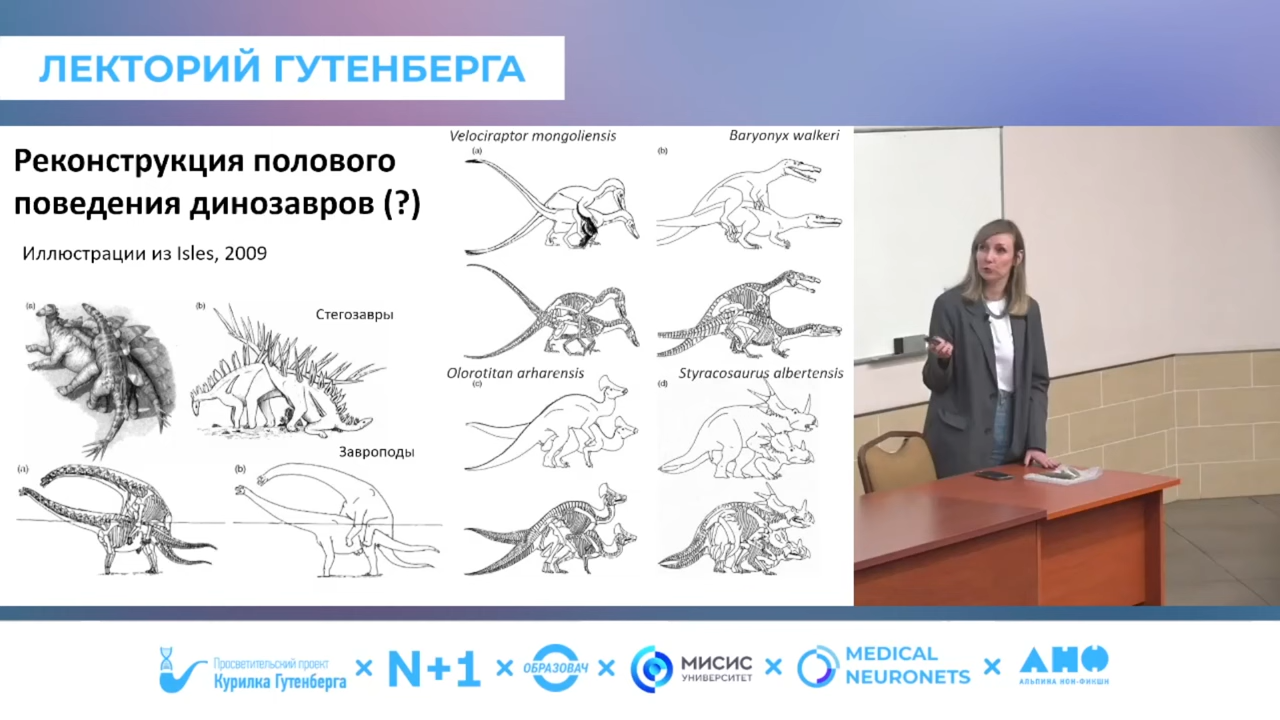 ЛЕКТОРИЙ ГУТЕНБЕРГА
Реконструкция полового
поведения динозавров (?)
Иллюстрации из Isles, 2009
(a)
(b)
Стегозавры
Завроподы
(a)
(b)
Velociraptor mongoliensis
(a)
Baryonyx walkeri
(b)
Olorotitan arharensis
(c)
Styracosaurus albertensis
(d)
Просветительский проект
Курилка Гутенберга
× N+1 × ОБРАЗОВАЧ × МИСИС
УНИВЕРСИТЕТ
× MEDICAL
NEURONETS
× АНФ
АЛЬПИНА НОН-ФИКШН